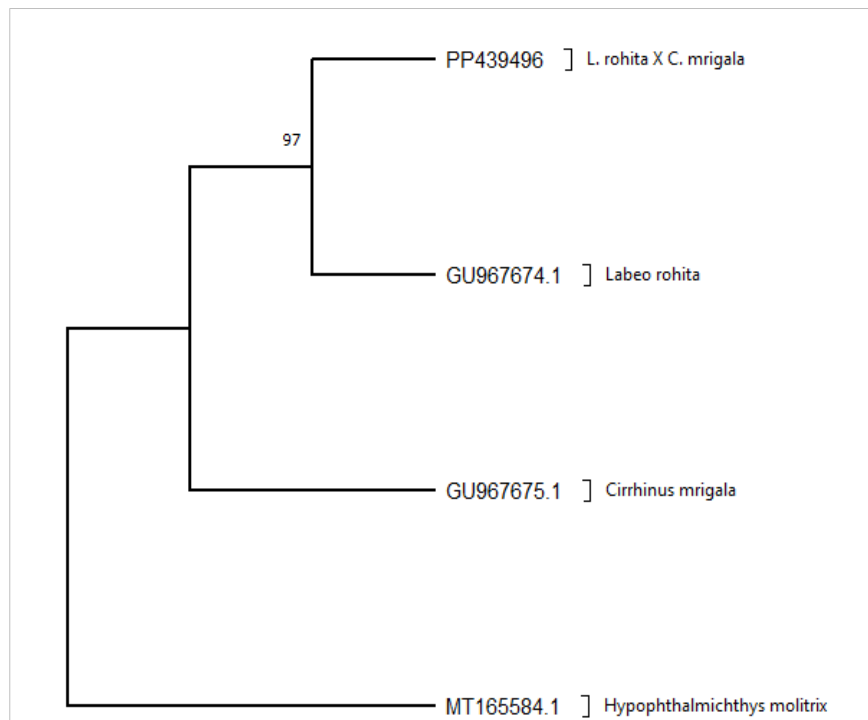 PP439496 ] L. rohita X C. mrigala
97
GU967674.1 ] Labeo rohita
GU967675.1 ] Cirrhinus mrigala
MT165584.1 ] Hypophthalmichthys molitrix